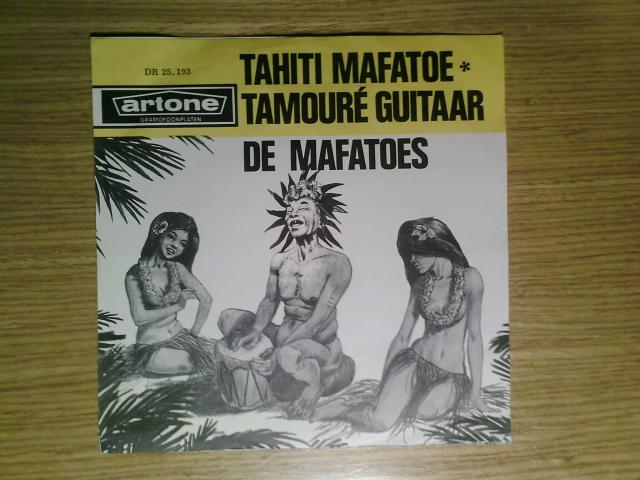 DR 25.193
artone
GRAMOFOONPLATEN
TAHITI MAFATOE *
TAMOURÉ GUITAAR
DE MAFATOES